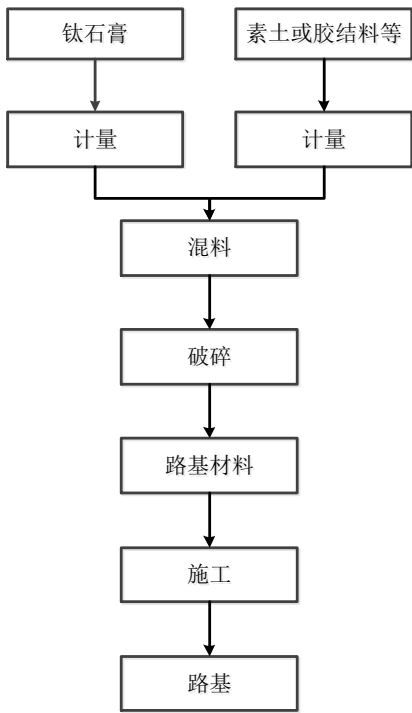 钛石膏
素土或胶结料等
计量
计量
混料
破碎
路基材料
施工
路基